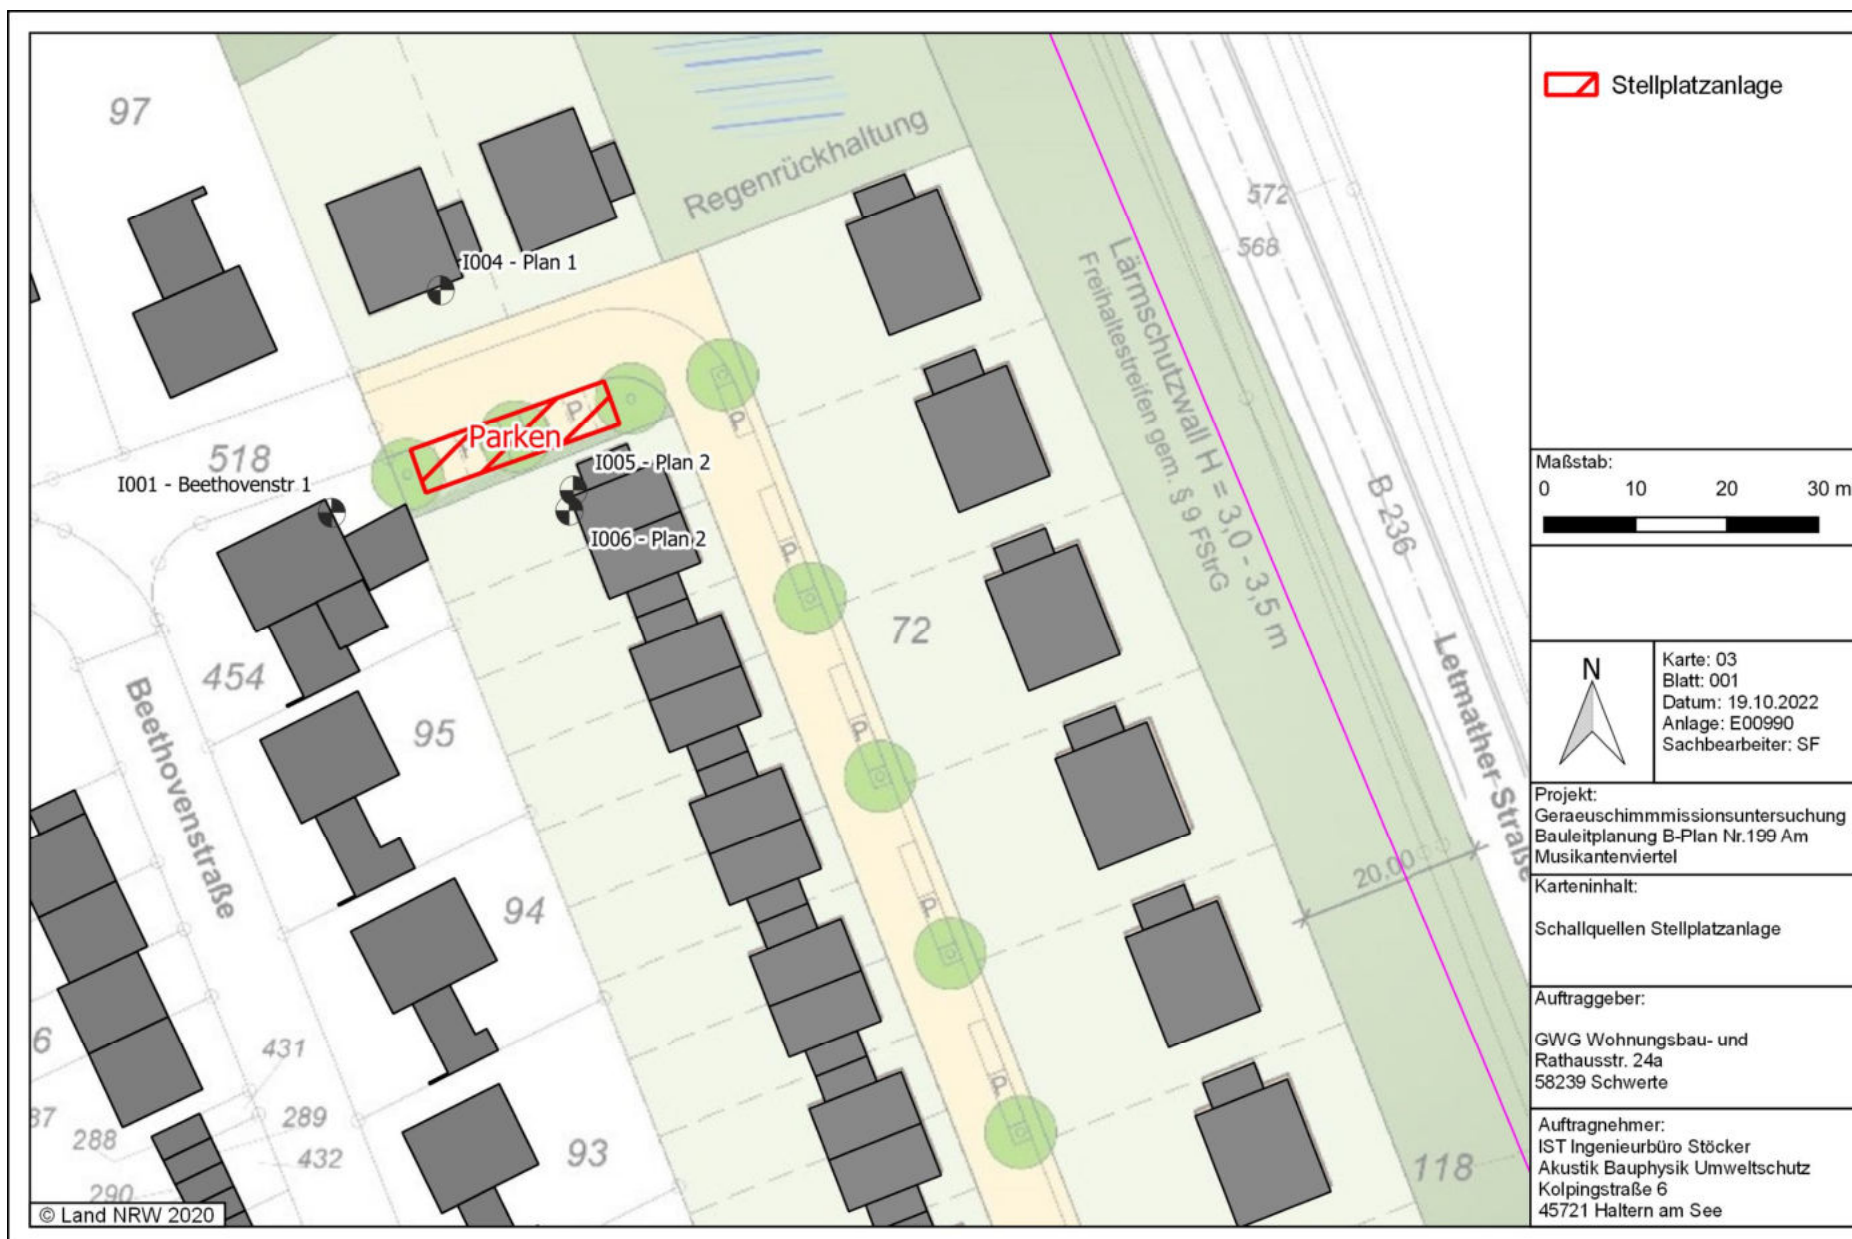 97
Regenrückhaltung
572
568
I004 - Plan 1
Lärmschutzwall H = 3,0 - 3,5 m
Freihaltestreifen gem. § 9 FStrG
P
P
Parken
518
I001 - Beethovenstr 1
I005 - Plan 2
I006 - Plan 2
B 236
P
72
454
Beethovenstraße
95
Letmather Straße
P
20,00
94
P
6
431
87
288
289
432
290
93
P
118
© Land NRW 2020
Stellplatzanlage
Maßstab:
0 10 20 30 m
N
Karte: 03
Blatt: 001
Datum: 19.10.2022
Anlage: E00990
Sachbearbeiter: SF
Projekt:
Geraeuschimmmissionsuntersuchung
Bauleitplanung B-Plan Nr.199 Am
Musikantenviertel
Karteninhalt:
Schallquellen Stellplatzanlage
Auftraggeber:
GWG Wohnungsbau- und
Rathausstr. 24a
58239 Schwerte
Auftragnehmer:
IST Ingenieurbüro Stöcker
Akustik Bauphysik Umweltschutz
Kolpingstraße 6
45721 Haltern am See